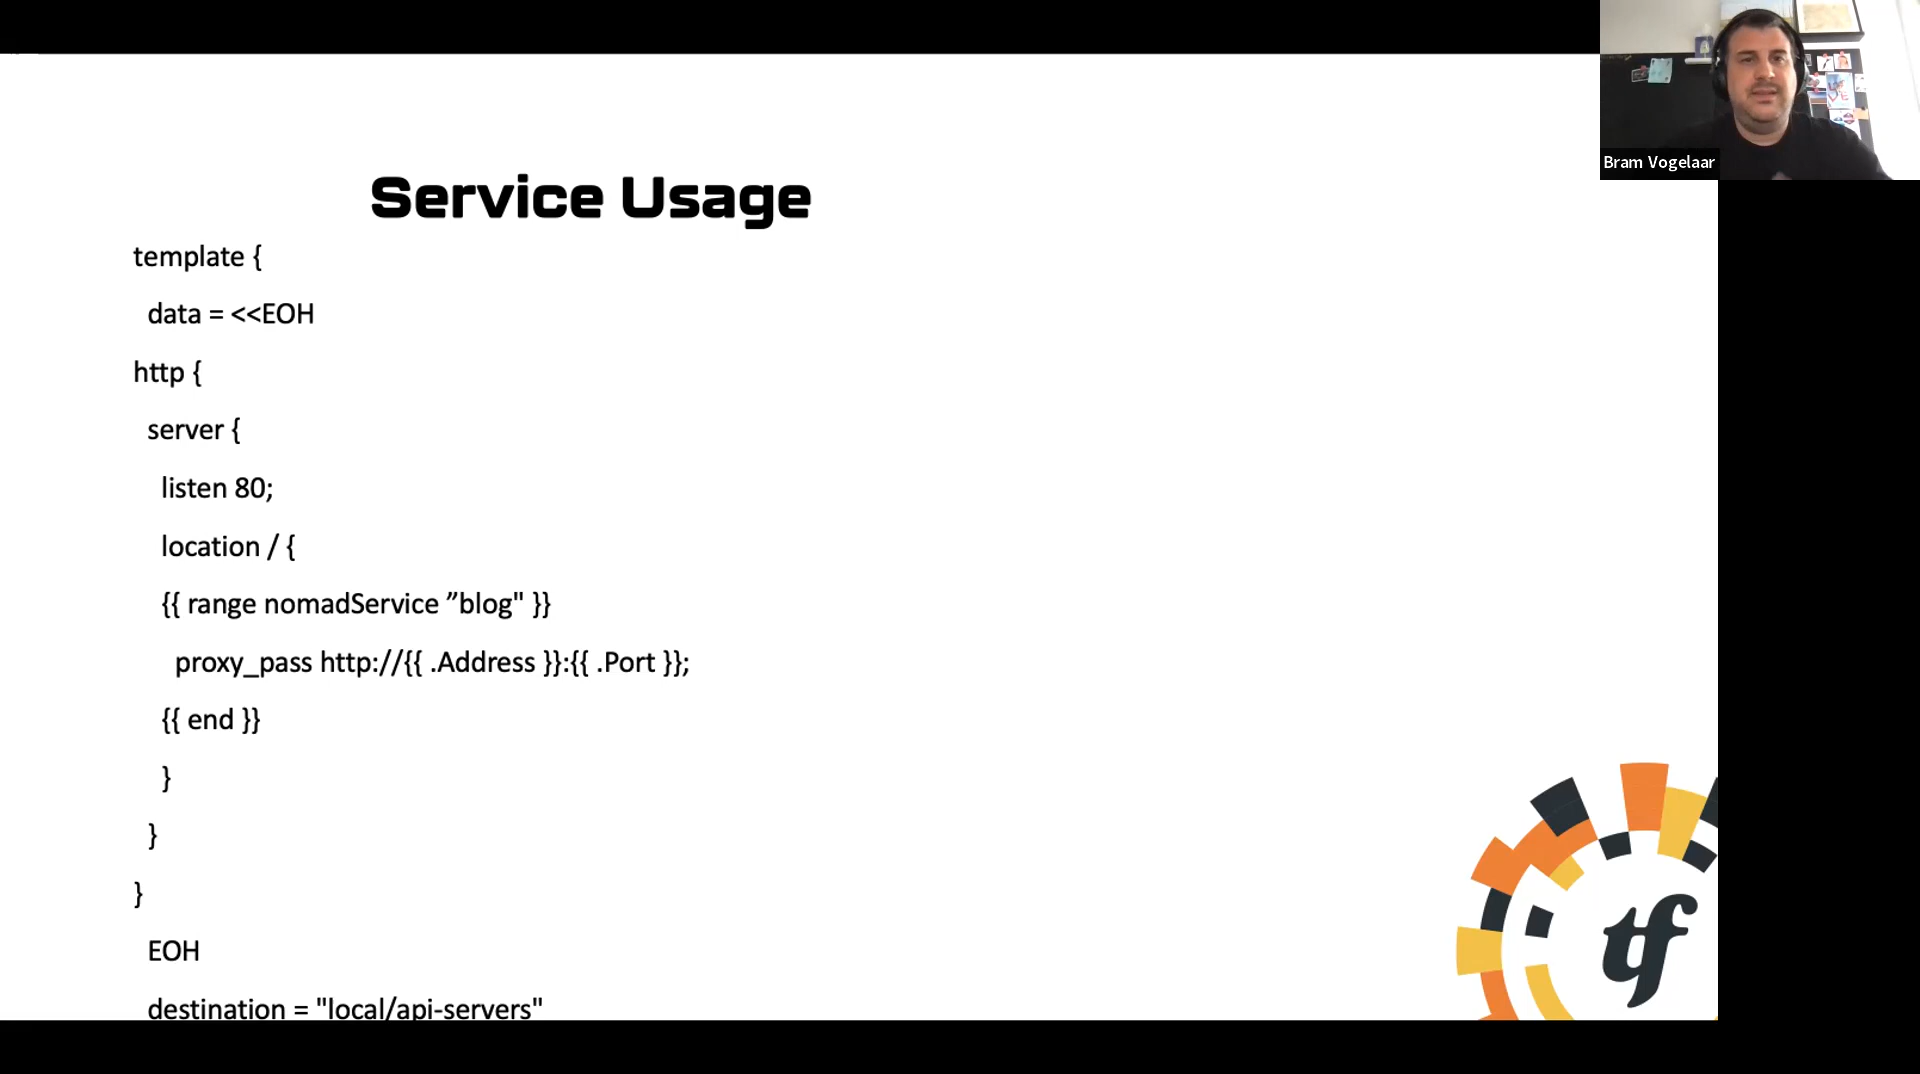 Bram Vogelaar
Service Usage
template {
data = <<EOH
http {
server {
listen 80;
location / {
{{ range nomadService ”blog" }}
proxy_pass http://{{ .Address }}:{{ .Port }};
{{ end }}
}
}
}
EOH
destination = "local/api-servers"
tf